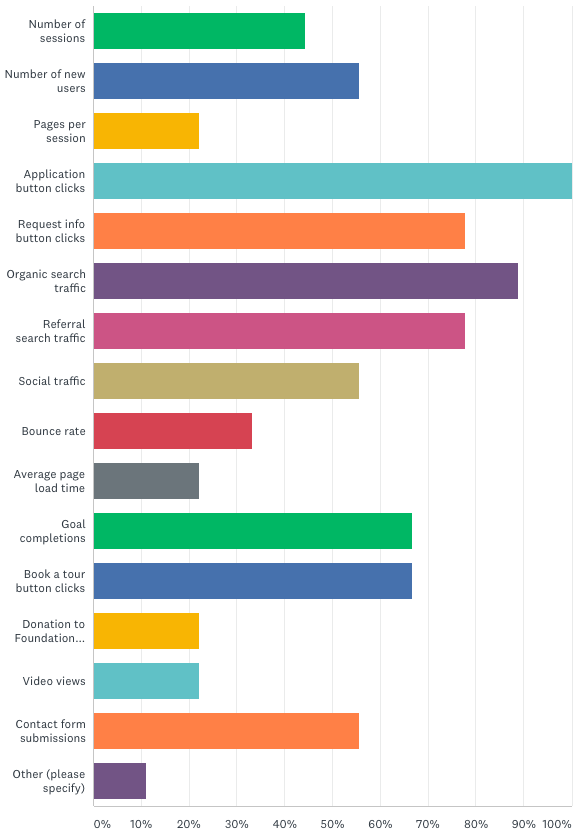 Number of
sessions
Number of new
users
Pages per
session
Application
button clicks
Request info
button clicks
Organic search
traffic
Referral
search traffic
Social traffic
Bounce rate
Average page
load time
Goal
completions
Book a tour
button clicks
Donation to
Foundation...
Video views
Contact form
submissions
Other (please
specify)
0% 10% 20% 30% 40% 50% 60% 70% 80% 90% 100%